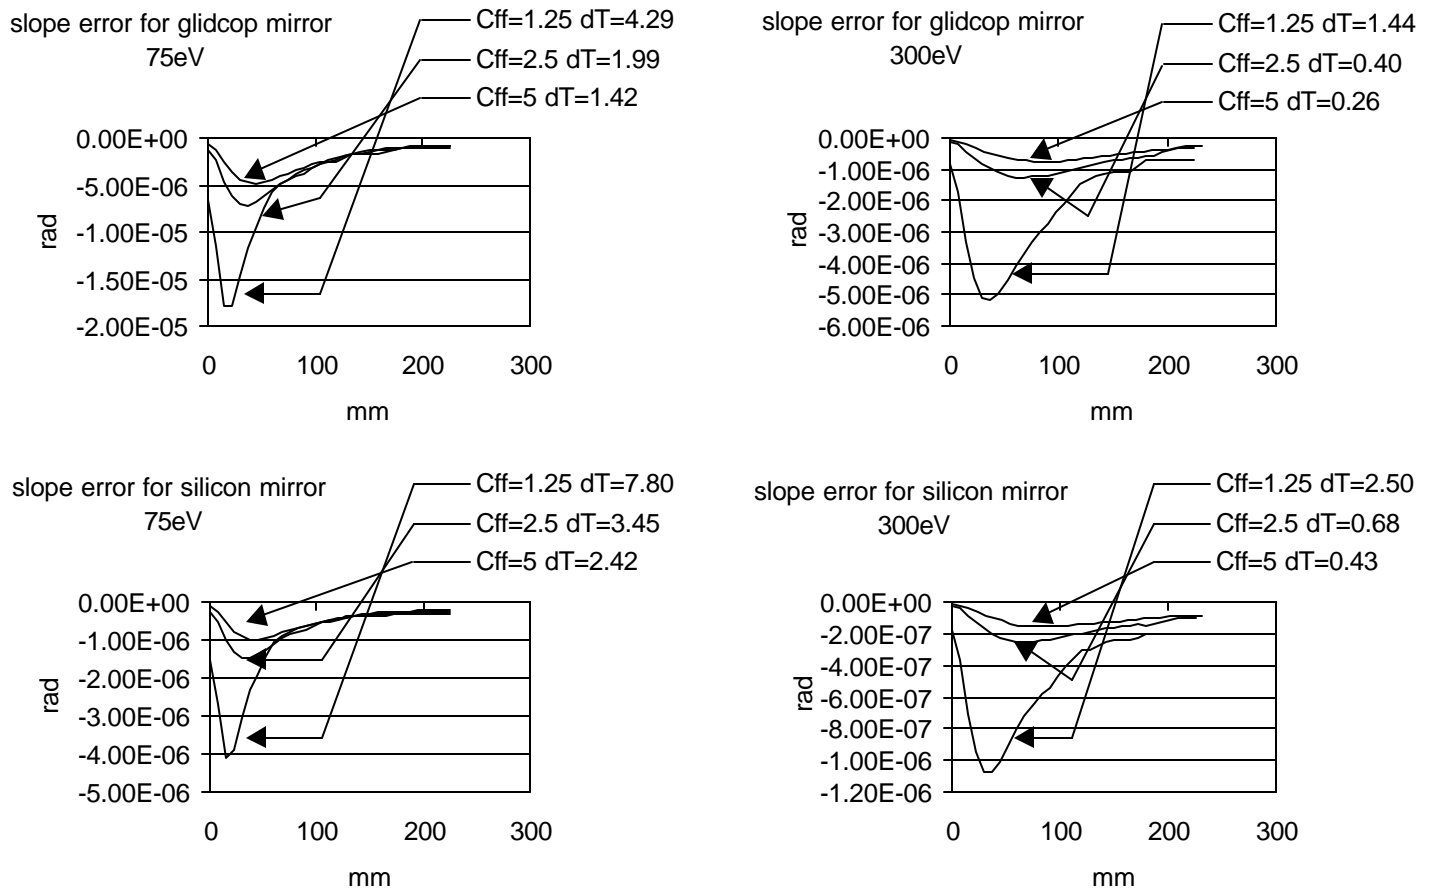 slope error for glidcop mirror
75eV
Cff=1.25 dT=4.29
Cff=2.5 dT=1.99
Cff=5 dT=1.42
0.00E+00
-5.00E-06
-1.00E-05
-1.50E-05
-2.00E-05
rad
0 100 200 300
mm
slope error for glidcop mirror
300eV
Cff=1.25 dT=1.44
Cff=2.5 dT=0.40
Cff=5 dT=0.26
0.00E+00
-1.00E-06
-2.00E-06
-3.00E-06
-4.00E-06
-5.00E-06
-6.00E-06
rad
0 100 200 300
mm
slope error for silicon mirror
75eV
Cff=1.25 dT=7.80
Cff=2.5 dT=3.45
Cff=5 dT=2.42
0.00E+00
-1.00E-06
-2.00E-06
-3.00E-06
-4.00E-06
-5.00E-06
rad
0 100 200 300
mm
slope error for silicon mirror
300eV
Cff=1.25 dT=2.50
Cff=2.5 dT=0.68
Cff=5 dT=0.43
0.00E+00
-2.00E-07
-4.00E-07
-6.00E-07
-8.00E-07
-1.00E-06
-1.20E-06
rad
0 100 200 300
mm